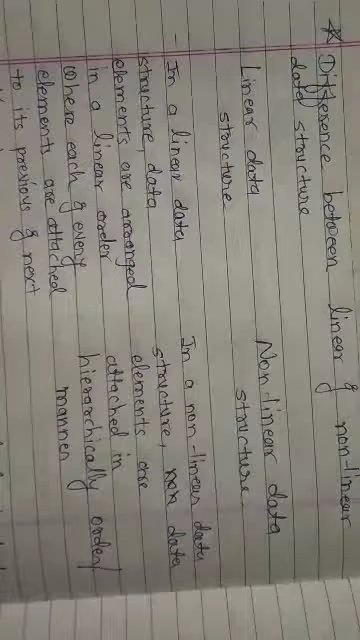 * Difference between linear & non-linear
data structure
Linear data
structure
Non-linear data
structure.
- In a linear data
structure, data
elements are arranged
in a linear order
where each & every
elements are attached
to its previous & next
In a non-linear data
structure, data
elements are
attached in
hierarchically order/
manner